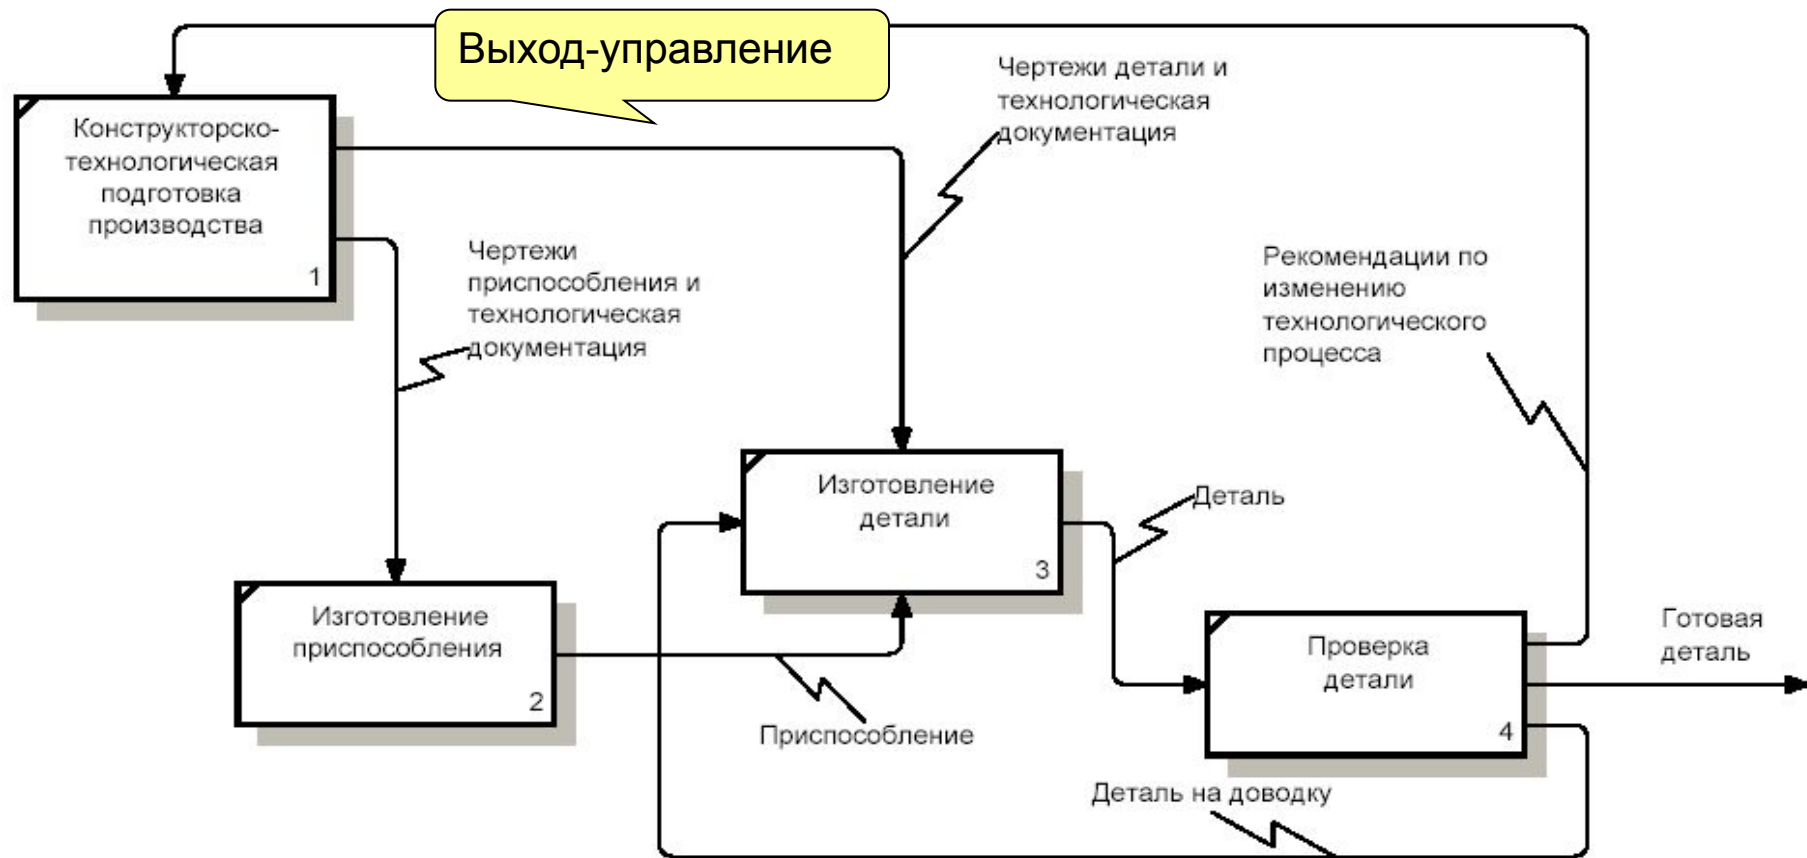 Выход-управление
Чертежи детали и
технологическая
документация
Конструкторско-
технологическая
подготовка
производства
1
Чертежи
приспособления и
технологическая
документация
Рекомендации по
изменению
технологического
процесса
Изготовление
детали
3
Деталь
Изготовление
приспособления
2
Приспособление
Проверка
детали
4
Готовая
деталь
Деталь на доводку